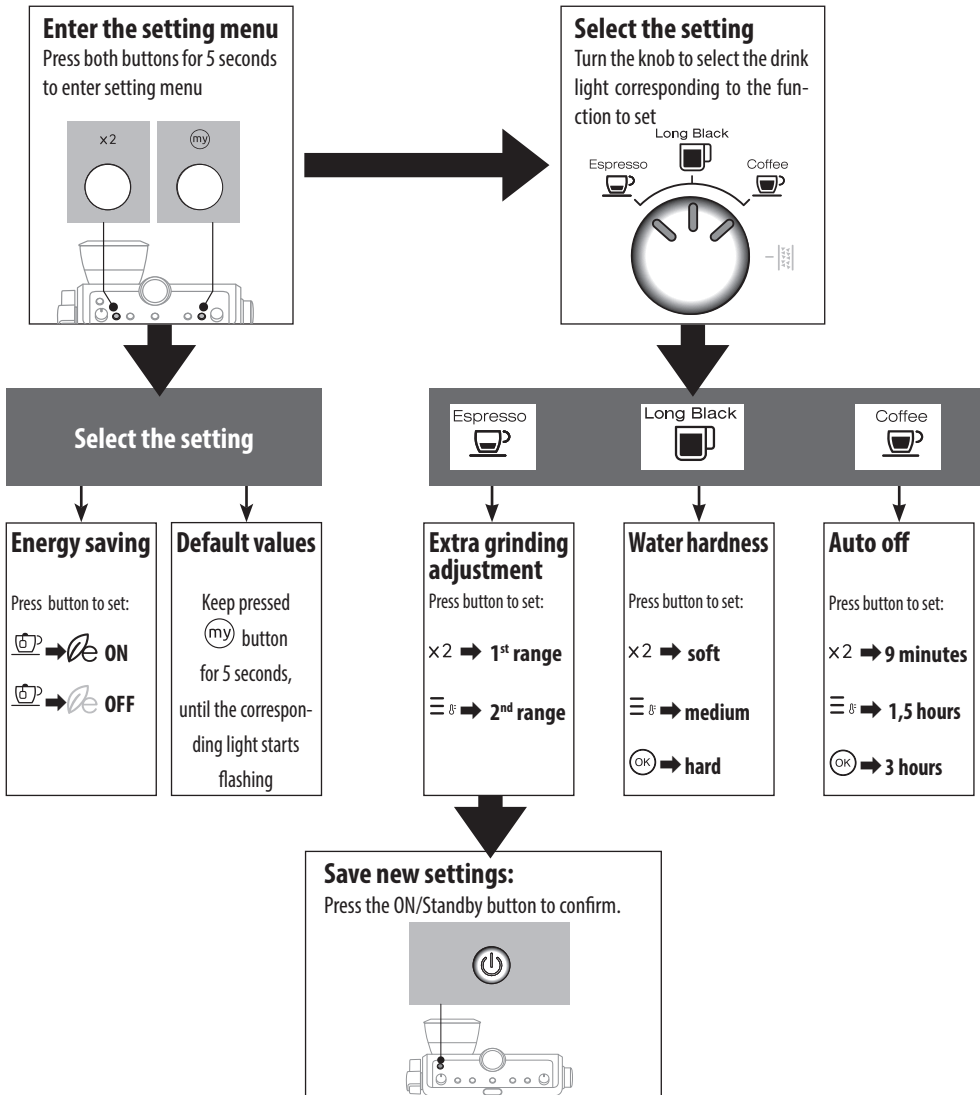 Enter the setting menu
Press both buttons for 5 seconds
to enter setting menu
x2
my
Select the setting
Turn the knob to select the drink
light corresponding to the fun-
ction to set
Long Black
Espresso
Coffee
Select the setting
Espresso
Long Black
Coffee
Energy saving
Press button to set:
ON
OFF
Default values
Keep pressed
my button
for 5 seconds,
until the correspon-
ding light starts
flashing
Extra grinding
adjustment
Press button to set:
x2 1st range
2nd range
Water hardness
Press button to set:
x2 soft
medium
OK hard
Auto off
Press button to set:
x2 9 minutes
1,5 hours
OK 3 hours
Save new settings:
Press the ON/Standby button to confirm.